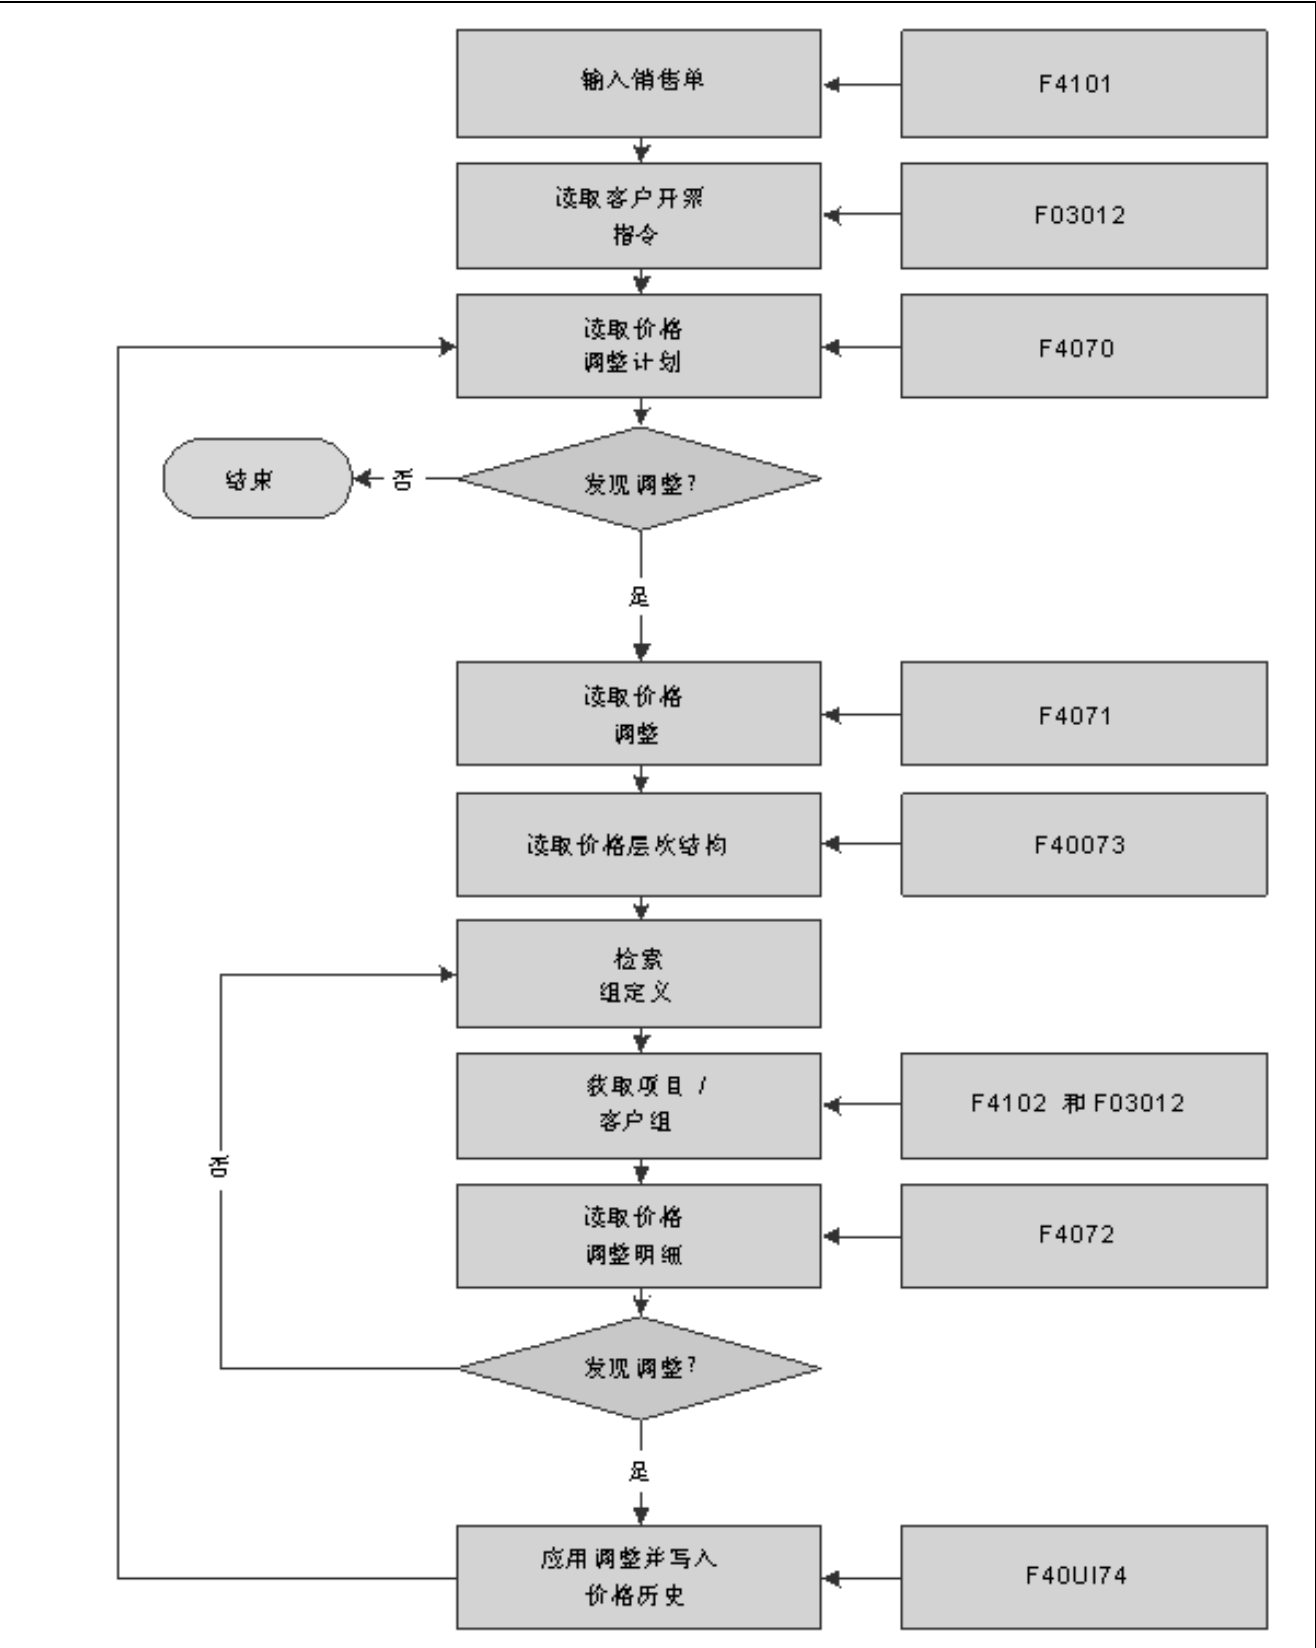 输入销售单
F4101
读取客户开票
指令
F03012
读取价格
调整计划
F4070
结束
否
发现调整?
是
读取价格
调整
F4071
读取价格层次结构
F40073
检索
组定义
获取项目 /
客户组
F4102 和 F03012
否
读取价格
调整明细
F4072
发现调整?
是
应用调整并写入
价格历史
F40UI74